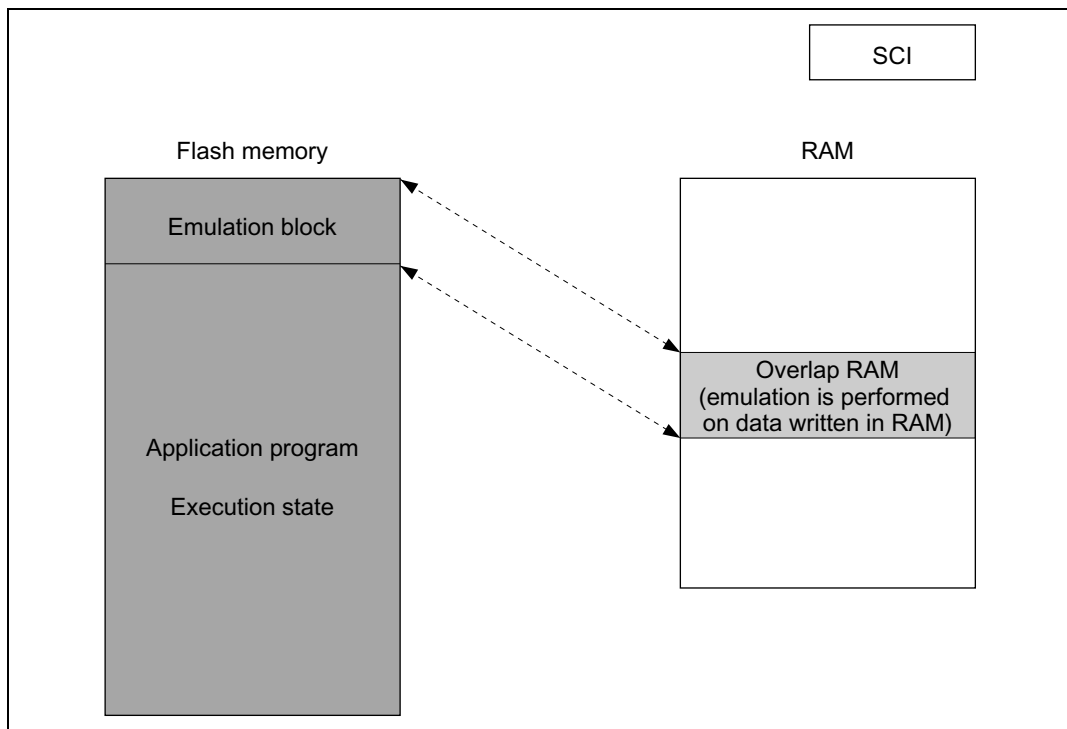 SCI
Flash memory
RAM
Emulation block
Overlap RAM
(emulation is performed
on data written in RAM)
Application program
Execution state